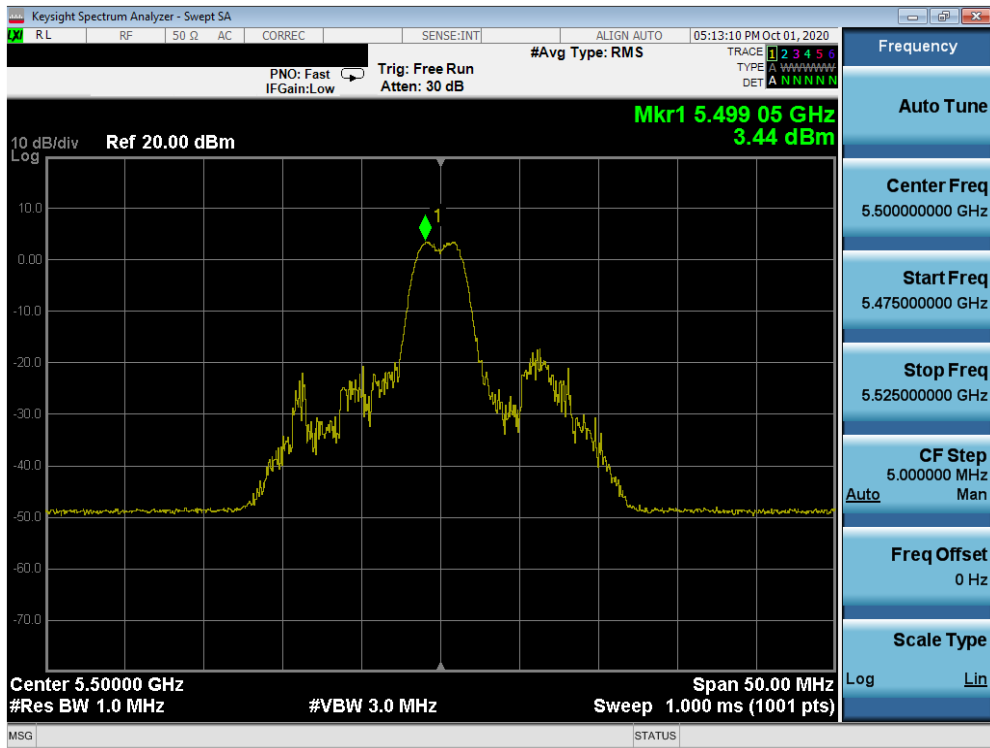 Keysight Spectrum Analyzer - Swept SA
LXI RL RF 50 Ω AC CORREC SENSE:INT ALIGN AUTO 05:13:10 PM Oct 01, 2020
PNO: Fast
IFGain:Low
Trig: Free Run
Atten: 30 dB
#Avg Type: RMS
TRACE 1 2 3 4 5 6
TYPE A WWWWW
DET A N N N N N
Mkr1 5.499 05 GHz
3.44 dBm
10 dB/div Ref 20.00 dBm
Log
1
10.0
0.00
-10.0
-20.0
-30.0
-40.0
-50.0
-60.0
-70.0
Center 5.50000 GHz Span 50.00 MHz
#Res BW 1.0 MHz #VBW 3.0 MHz Sweep 1.000 ms (1001 pts)
MSG STATUS
Frequency
Auto Tune
Center Freq
5.500000000 GHz
Start Freq
5.475000000 GHz
Stop Freq
5.525000000 GHz
CF Step
5.000000 MHz
Auto Man
Freq Offset
0 Hz
Scale Type
Log Lin